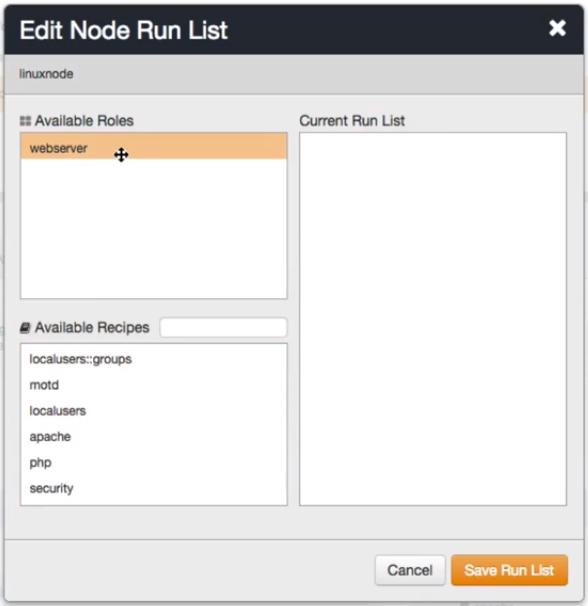 Edit Node Run List
linuxnode
Available Roles
Current Run List
webserver
Available Recipes
localusers::groups
motd
localusers
apache
php
security
Cancel
Save Run List